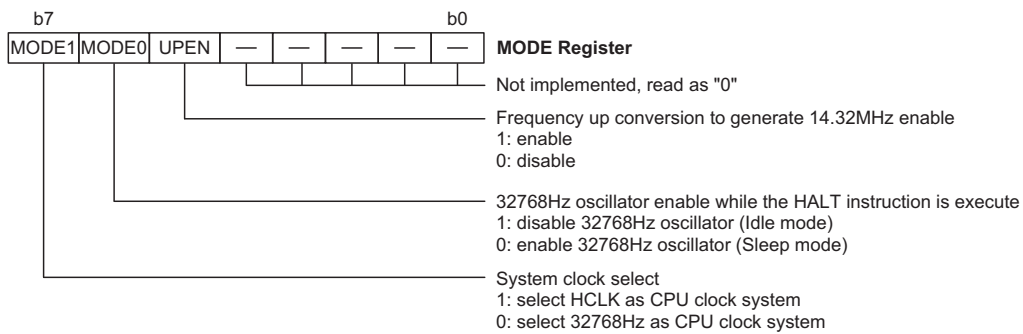 b7 b0
MODE1 MODE0 UPEN — — — — — MODE Register
Not implemented, read as "0"
Frequency up conversion to generate 14.32MHz enable
1: enable
0: disable
32768Hz oscillator enable while the HALT instruction is execute
1: disable 32768Hz oscillator (Idle mode)
0: enable 32768Hz oscillator (Sleep mode)
System clock select
1: select HCLK as CPU clock system
0: select 32768Hz as CPU clock system